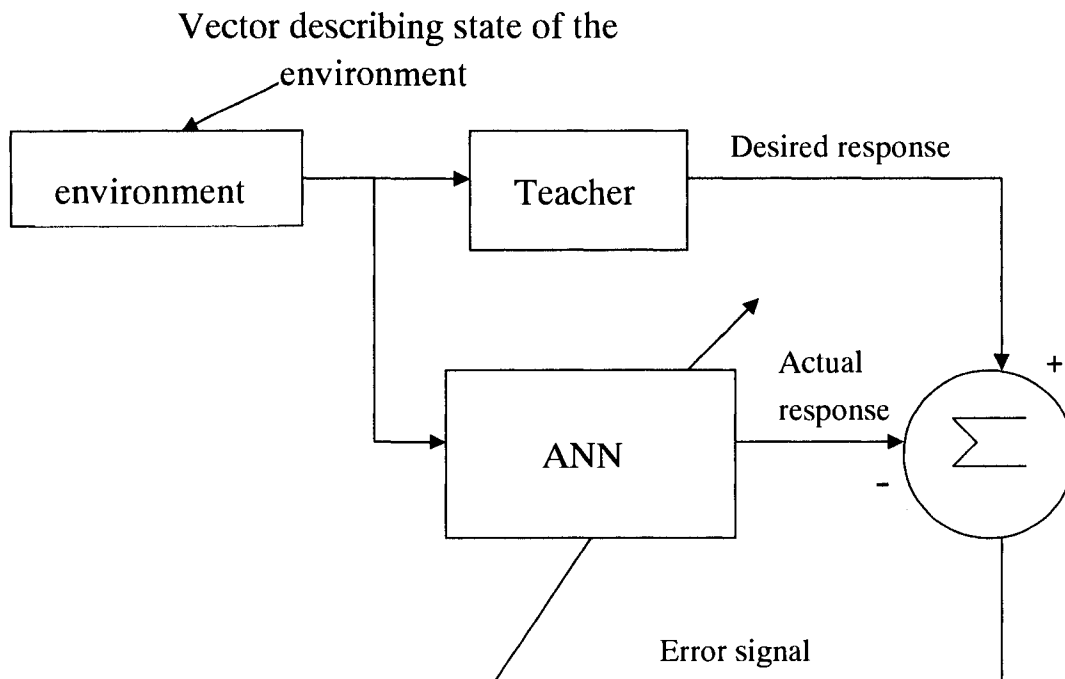 Vector describing state of the
environment
environment
Teacher
Desired response
ANN
Actual
response
+
Σ
-
Error signal